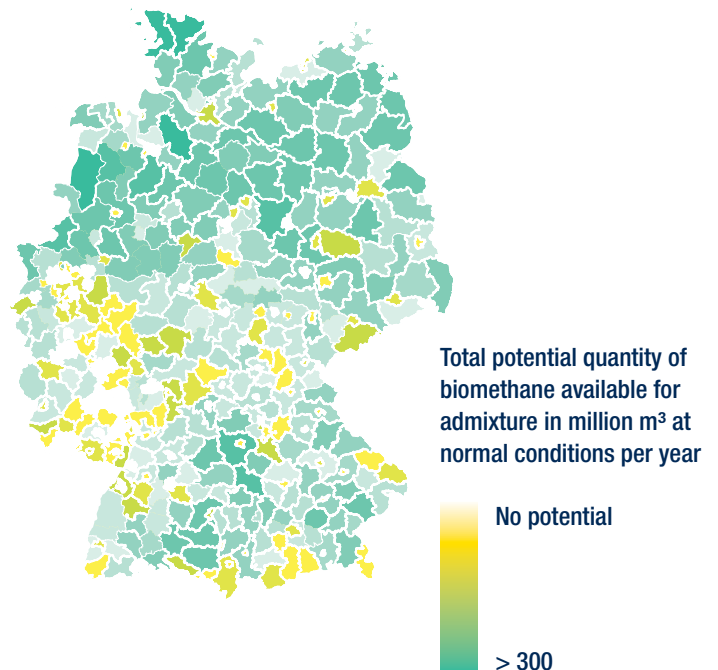 Total potential quantity of
biomethane available for
admixture in million m³ at
normal conditions per year
No potential
> 300